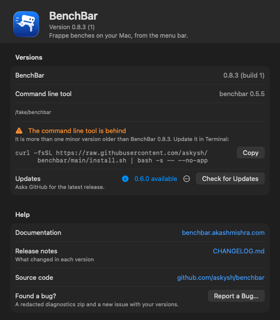 BenchBar
Version 0.8.3 (1)
Frappe benches on your Mac, from the menu bar.
Versions
BenchBar 0.8.3 (build 1)
Command line tool benchbar 0.5.5
/fake/benchbar
The command line tool is behind
It is more than one minor version older than BenchBar 0.8.3. Update it in Terminal:
curl -fsSL https://raw.githubusercontent.com/askysh/
benchbar/main/install.sh | bash -s -- --no-app
Copy
Updates 0.6.0 available Check for Updates
Asks GitHub for the latest release.
Help
Documentation benchbar.akashmishra.com
Release notes CHANGELOG.md
What changed in each version
Source code github.com/askysh/benchbar
Found a bug? Report a Bug...
A redacted diagnostics zip and a new issue with your versions.